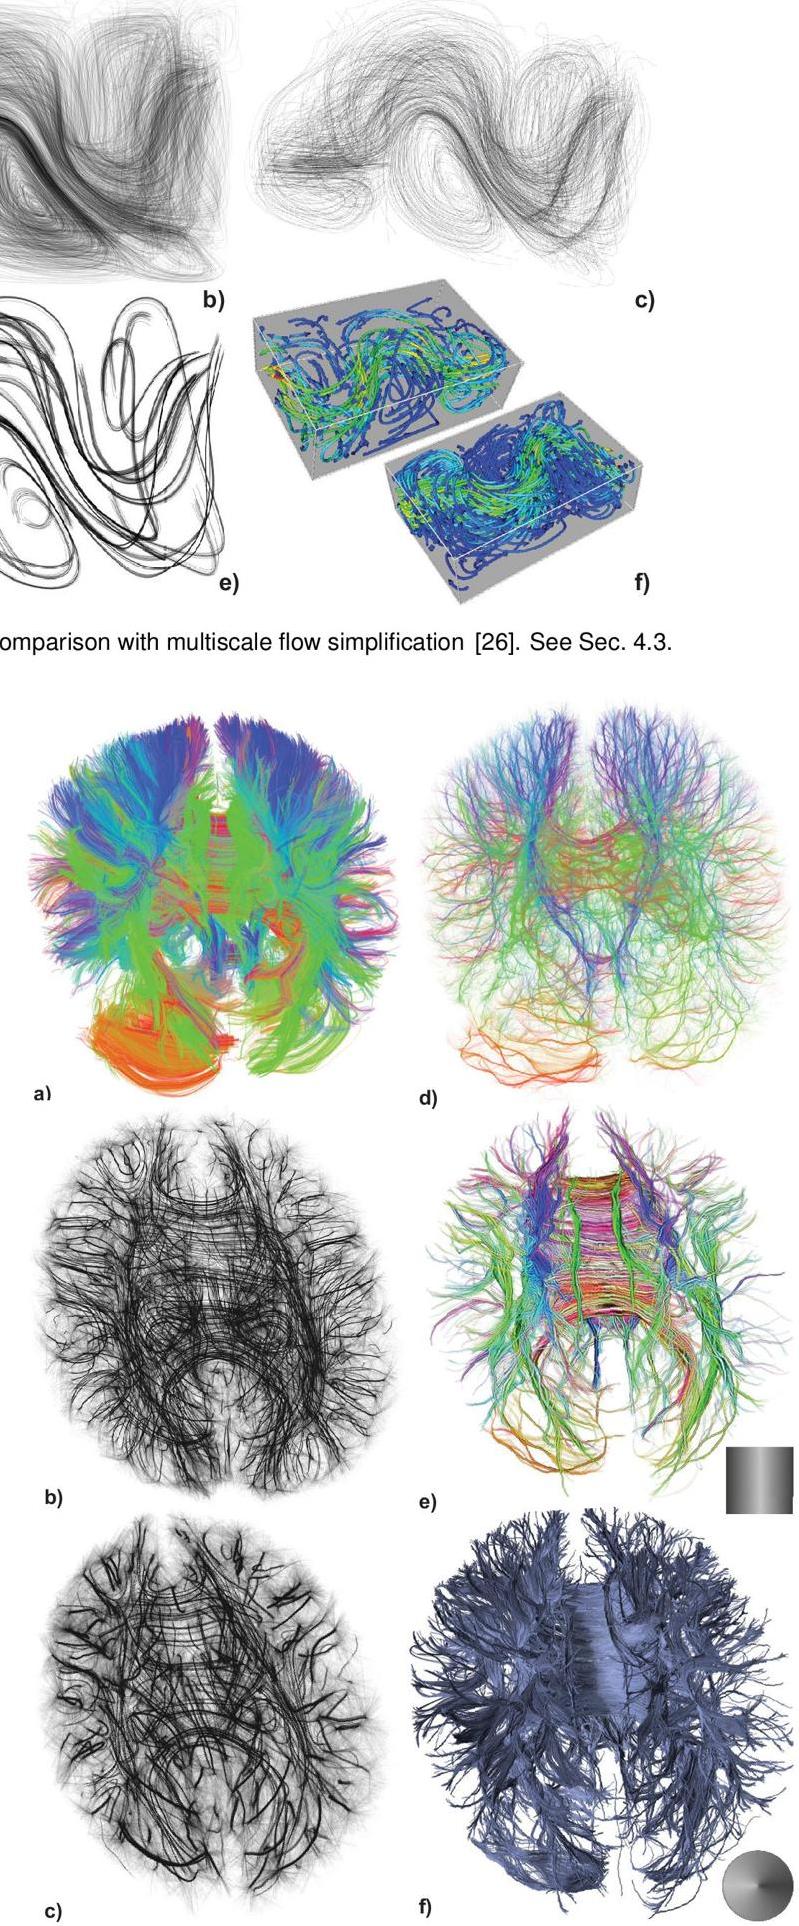 b)
c)
e)
f)
omparison with multiscale flow simplification [26]. See Sec. 4.3.
a)
d)
b)
e)
c)
f)